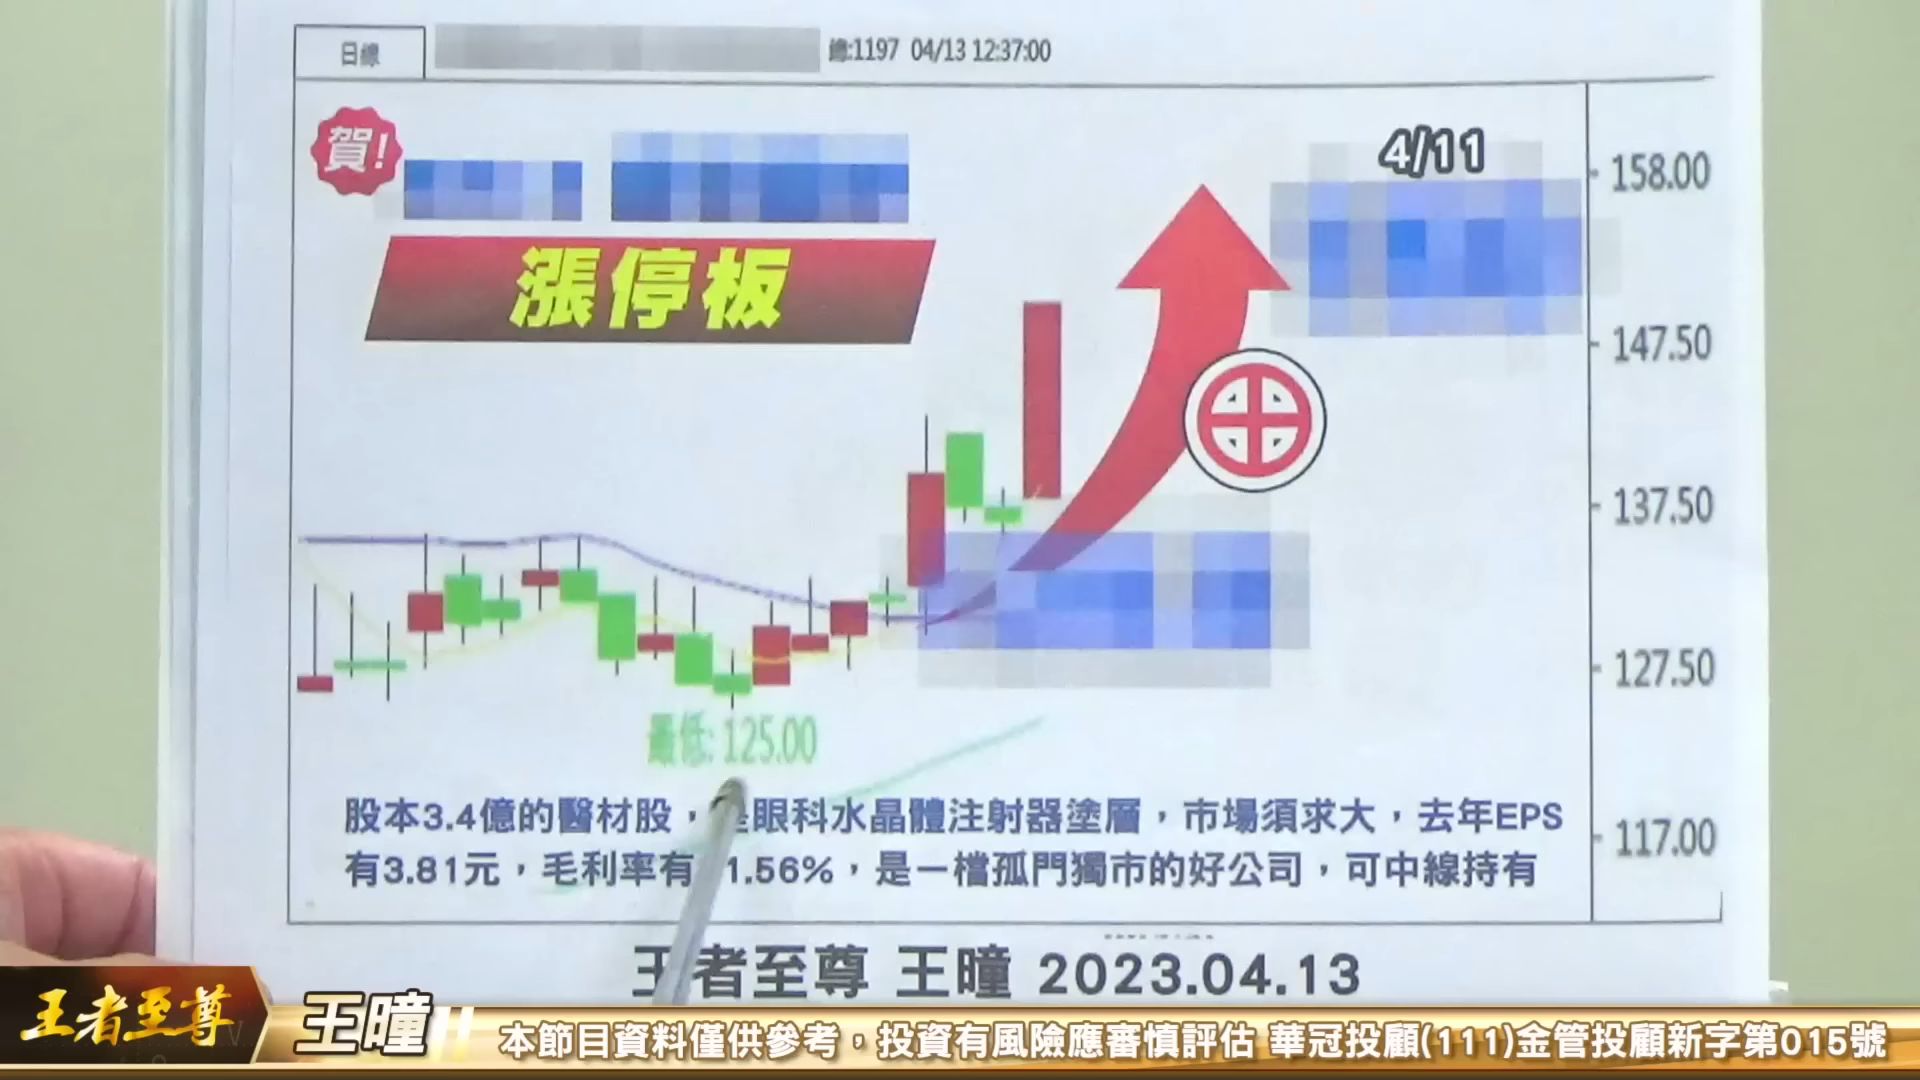 日線
總:1197 04/13 12:37:00
賀!
4/11
158.00
漲停板
147.50
137.50
127.50
最低: 125.00
股本3.4億的醫材股，眼科水晶體注射器塗層，市場須求大，去年EPS
117.00
有3.81元，毛利率有 1.56%，是一檔孤門獨市的好公司，可中線持有
王者至尊 王曈 2023.04.13
王者至尊
王曈
本節目資料僅供參考，投資有風險應審慎評估 華冠投顧(111)金管投顧新字第015號